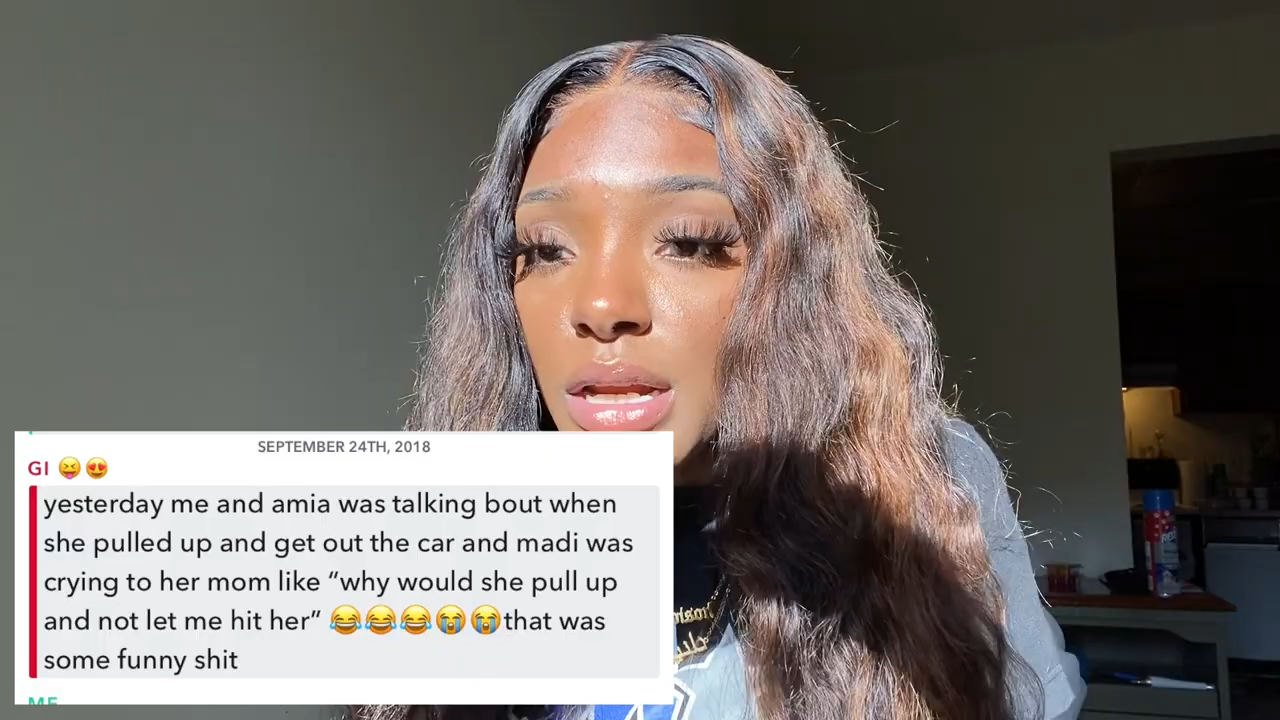 SEPTEMBER 24TH, 2018
GI 😝😍
yesterday me and amia was talking bout when
she pulled up and get out the car and madi was
crying to her mom like “why would she pull up
and not let me hit her” 😂😂😂😭😭that was
some funny shit
ME